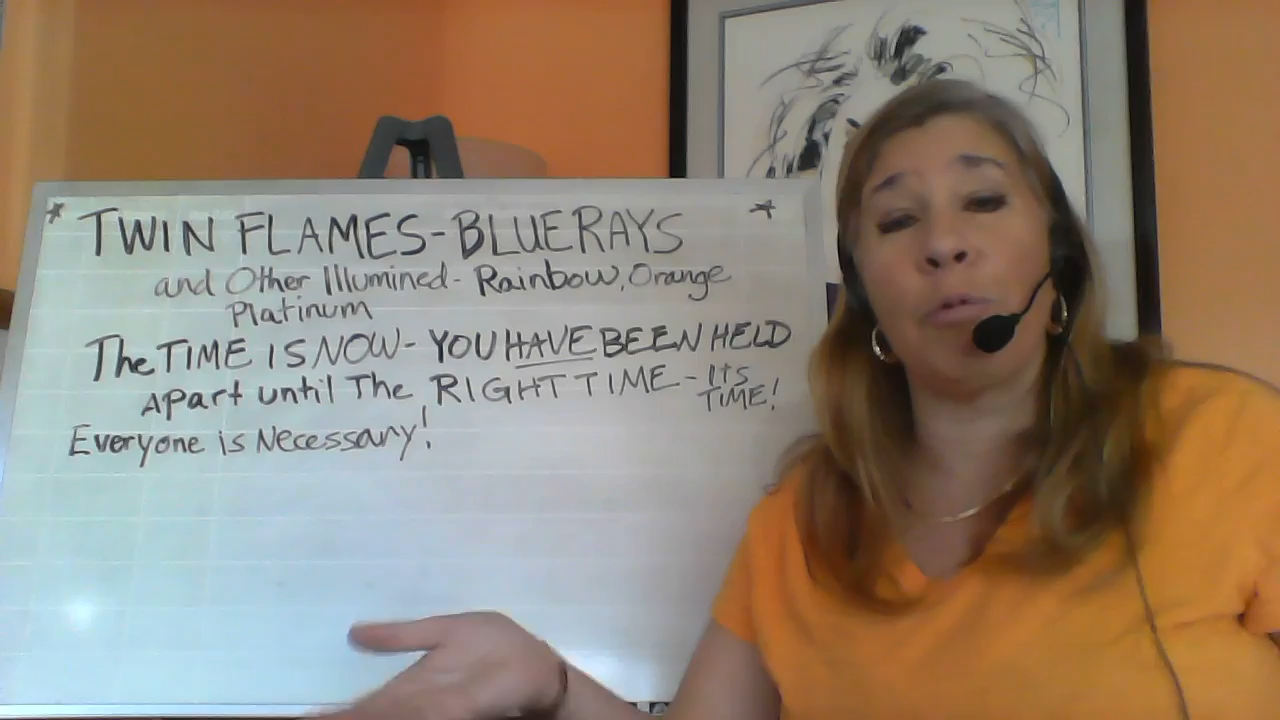 * TWIN FLAMES-BLUERAYS *
and Other Illumined- Rainbow, Orange
Platinum
The TIME IS NOW- YOU HAVE BEEN HELD
Apart until The RIGHT TIME - Its
TIME!
Everyone is Necessary!